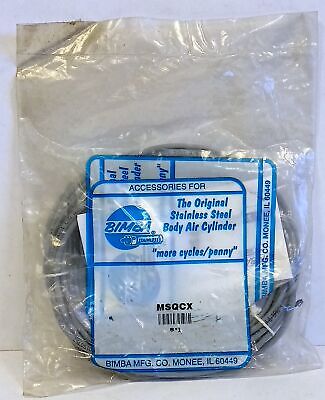 ACCESSORIES FOR
BIMBA
STAINLESS
The Original
Stainless Steel
Body Air Cylinder
"more cycles/penny"
MSQCX
BIMBA MFG. CO. MONEE, IL 60449
BIMBA MFG. CO. MONEE, IL 60449